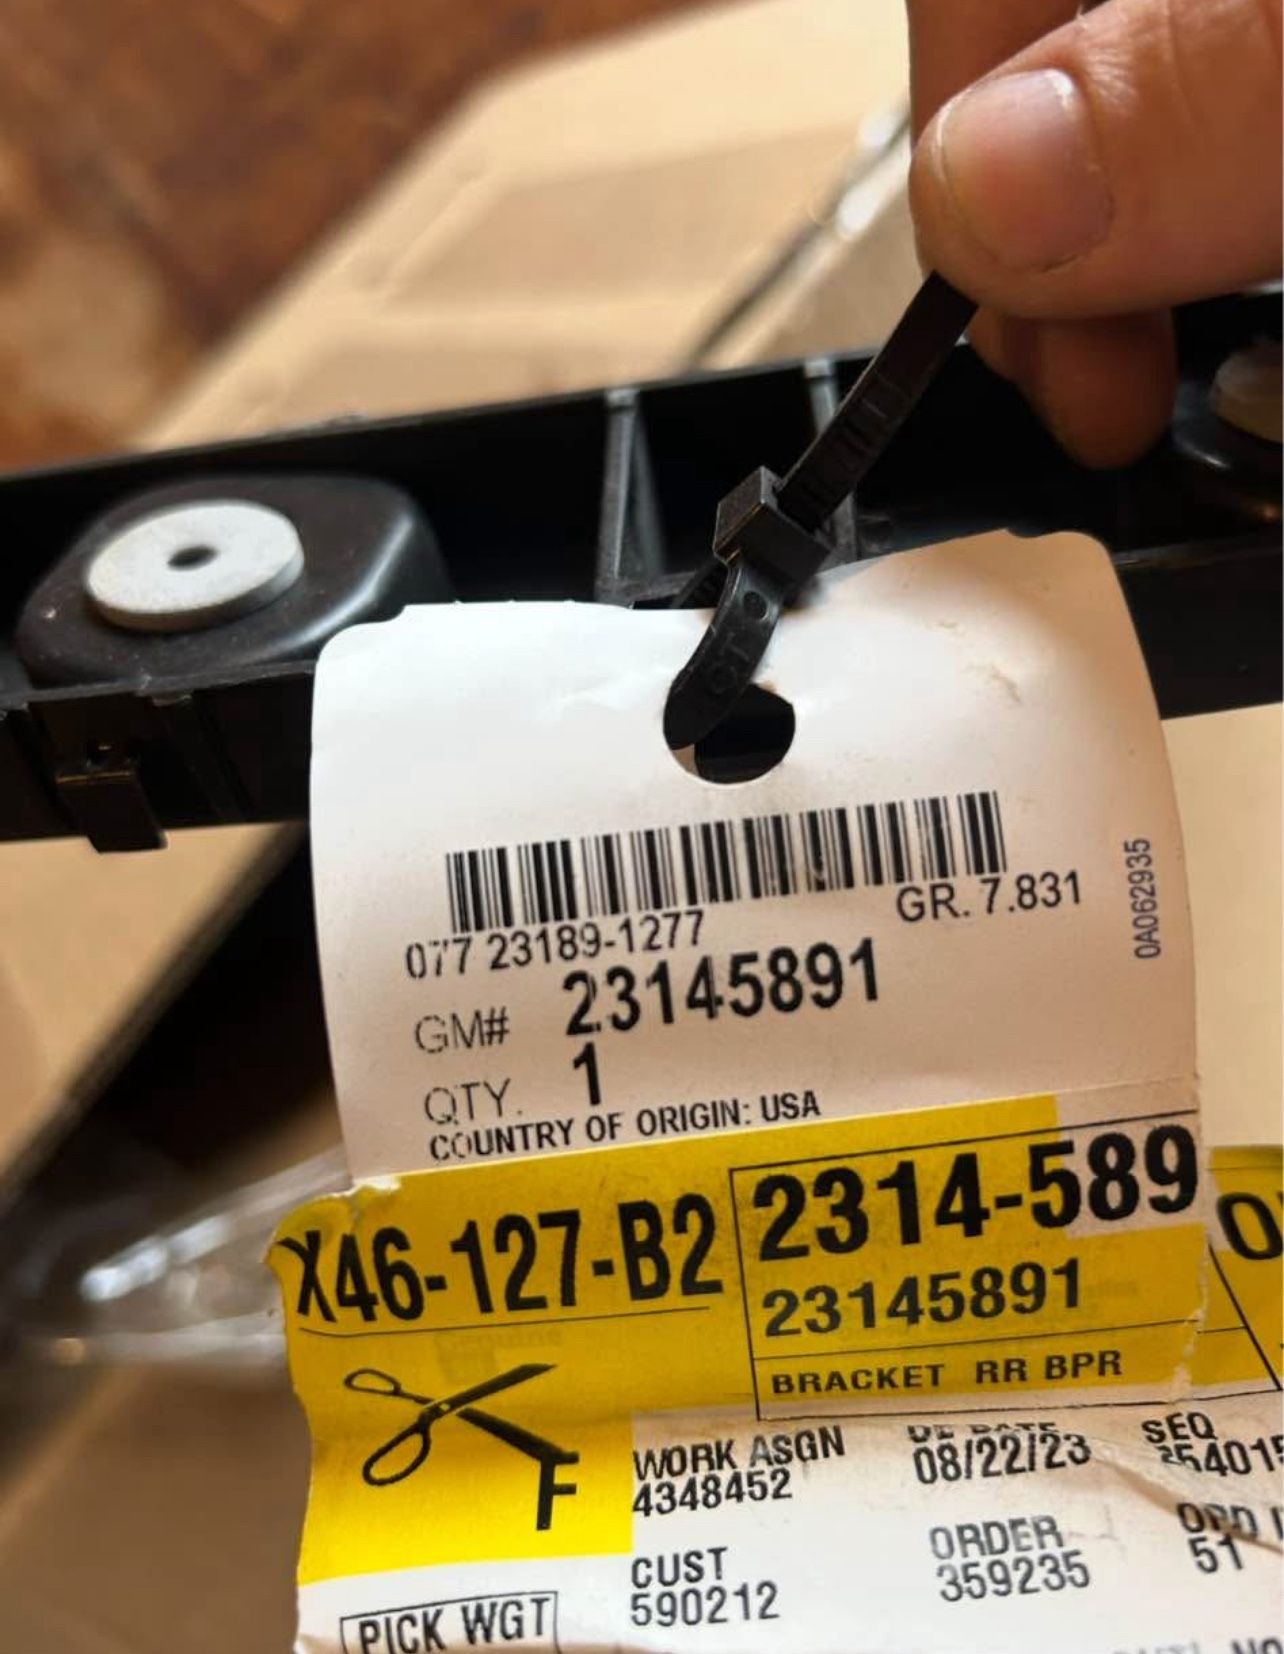 077 23189-1277
GR. 7.831
0A062935
GM# 23145891
QTY. 1
COUNTRY OF ORIGIN: USA
X46-127-B2
2314-589
23145891
BRACKET RR BPR
F
WORK ASGN
4348452
08/22/23
SEQ
CUST
590212
ORDER
359235
51
PICK WGT